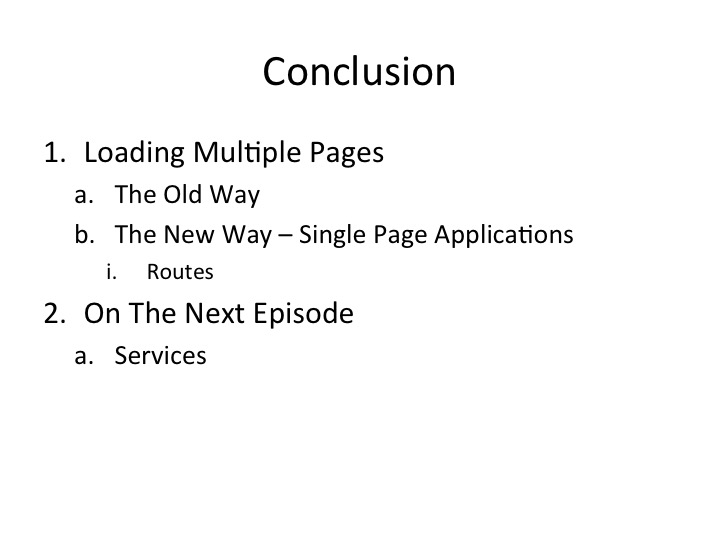 Conclusion
1. Loading Multiple Pages
a. The Old Way
b. The New Way – Single Page Applications
i. Routes
2. On The Next Episode
a. Services